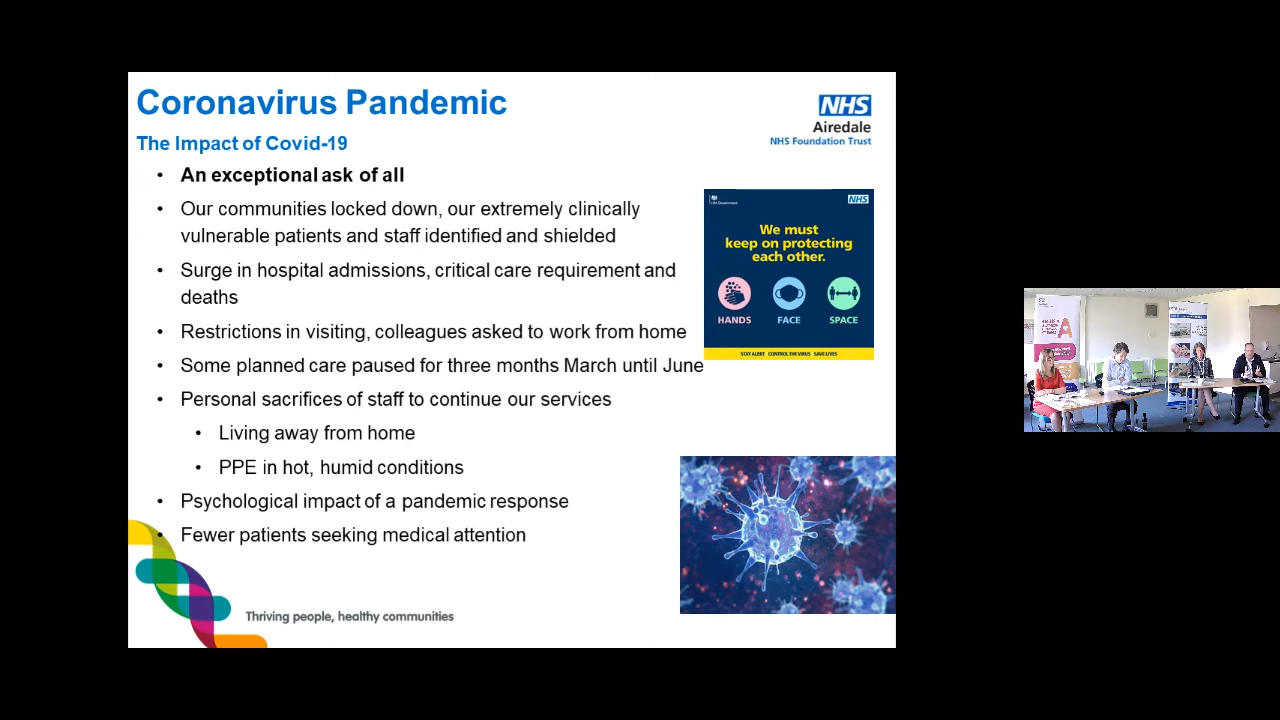 Coronavirus Pandemic
The Impact of Covid-19
NHS
Airedale
NHS Foundation Trust
• An exceptional ask of all
• Our communities locked down, our extremely clinically
vulnerable patients and staff identified and shielded
• Surge in hospital admissions, critical care requirement and
deaths
• Restrictions in visiting, colleagues asked to work from home
• Some planned care paused for three months March until June
• Personal sacrifices of staff to continue our services
• Living away from home
• PPE in hot, humid conditions
• Psychological impact of a pandemic response
• Fewer patients seeking medical attention
HM Government
NHS
We must
keep on protecting
each other.
HANDS FACE SPACE
STAY ALERT CONTROL THE VIRUS SAVE LIVES
Thriving people, healthy communities